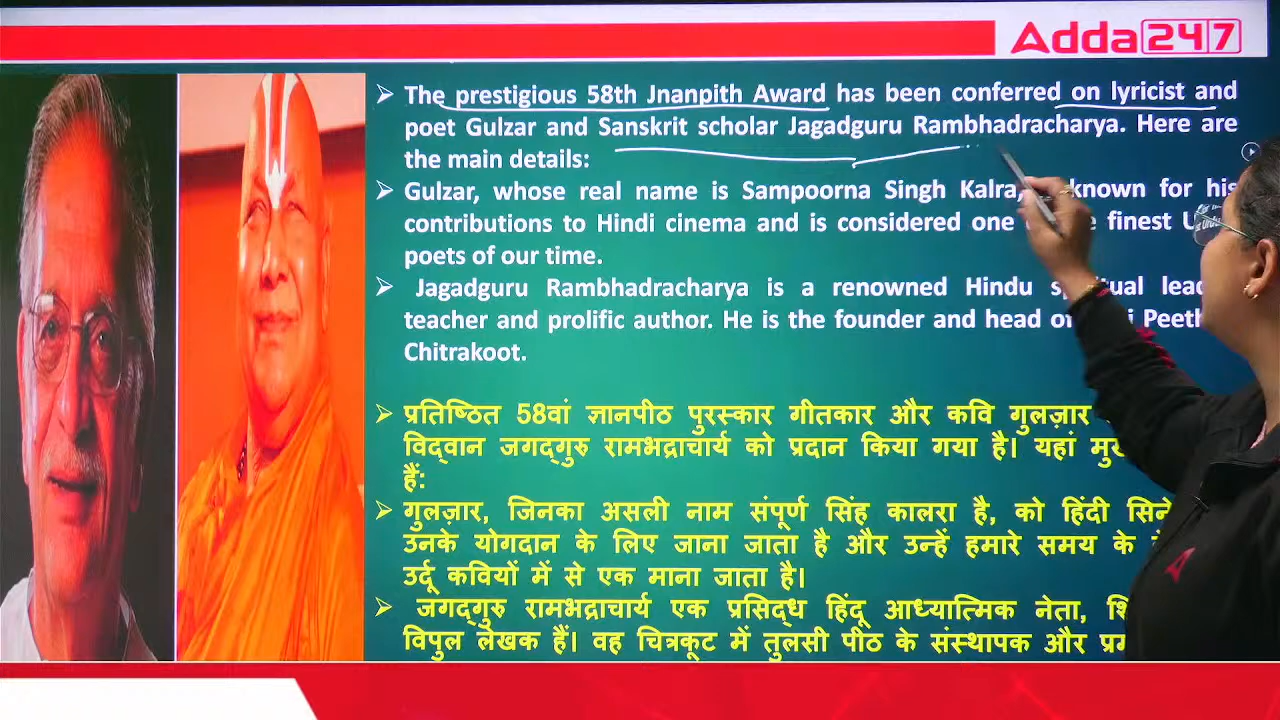 Adda247
➢ The prestigious 58th Jnanpith Award has been conferred on lyricist and
poet Gulzar and Sanskrit scholar Jagadguru Rambhadracharya. Here are
the main details:
➢ Gulzar, whose real name is Sampoorna Singh Kalra, known for his
contributions to Hindi cinema and is considered one finest
poets of our time.
➢ Jagadguru Rambhadracharya is a renowned Hindu
teacher and prolific author. He is the founder and head of
Chitrakoot.
➢ प्रतिष्ठित 58वां ज्ञानपीठ पुरस्कार गीतकार और कवि गुलज़ार
विद्वान जगद्गुरु रामभद्राचार्य को प्रदान किया गया है। यहां
हैं:
➢ गुलज़ार, जिनका असली नाम संपूर्ण सिंह कालरा है, को हिंदी
उनके योगदान के लिए जाना जाता है और उन्हें हमारे समय के
उर्दू कवियों में से एक माना जाता है।
➢ जगद्गुरु रामभद्राचार्य एक प्रसिद्ध हिंदू आध्यात्मिक नेता,
विपुल लेखक हैं। वह चित्रकूट में तुलसी पीठ के संस्थापक और